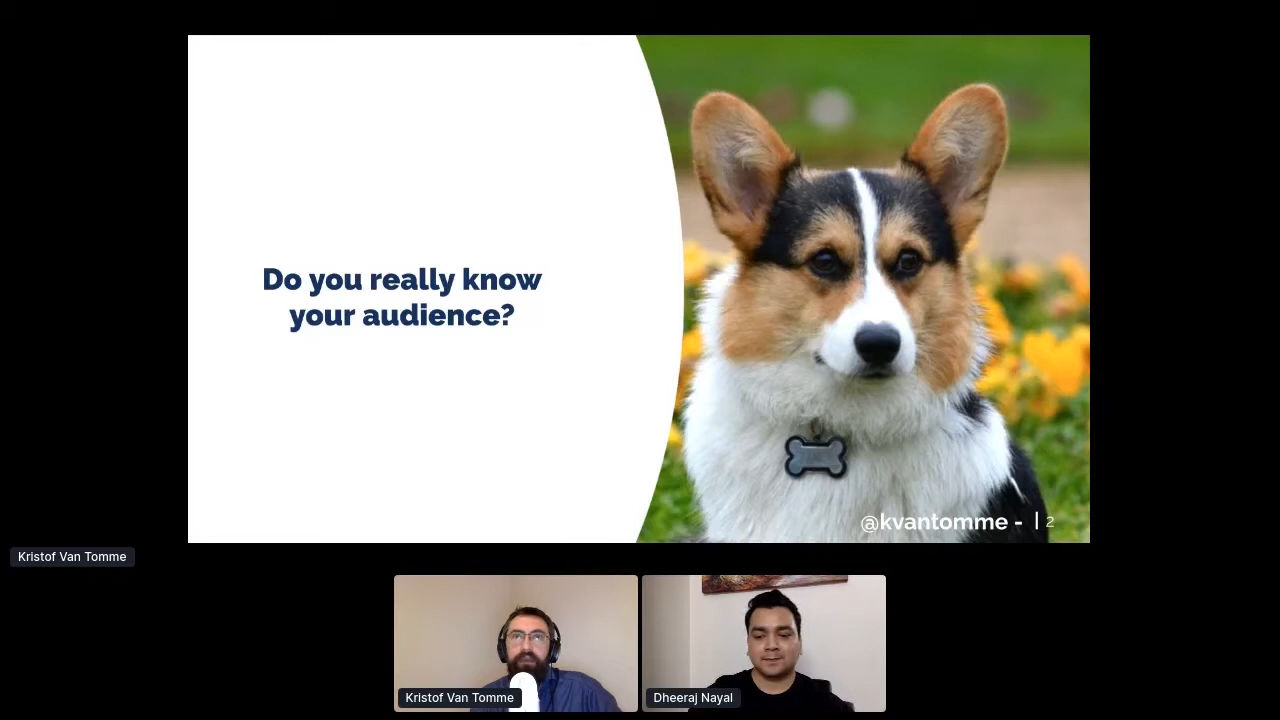 Do you really know
your audience?
@kvantomme - | 2
Kristof Van Tomme
Kristof Van Tomme
Dheeraj Nayal